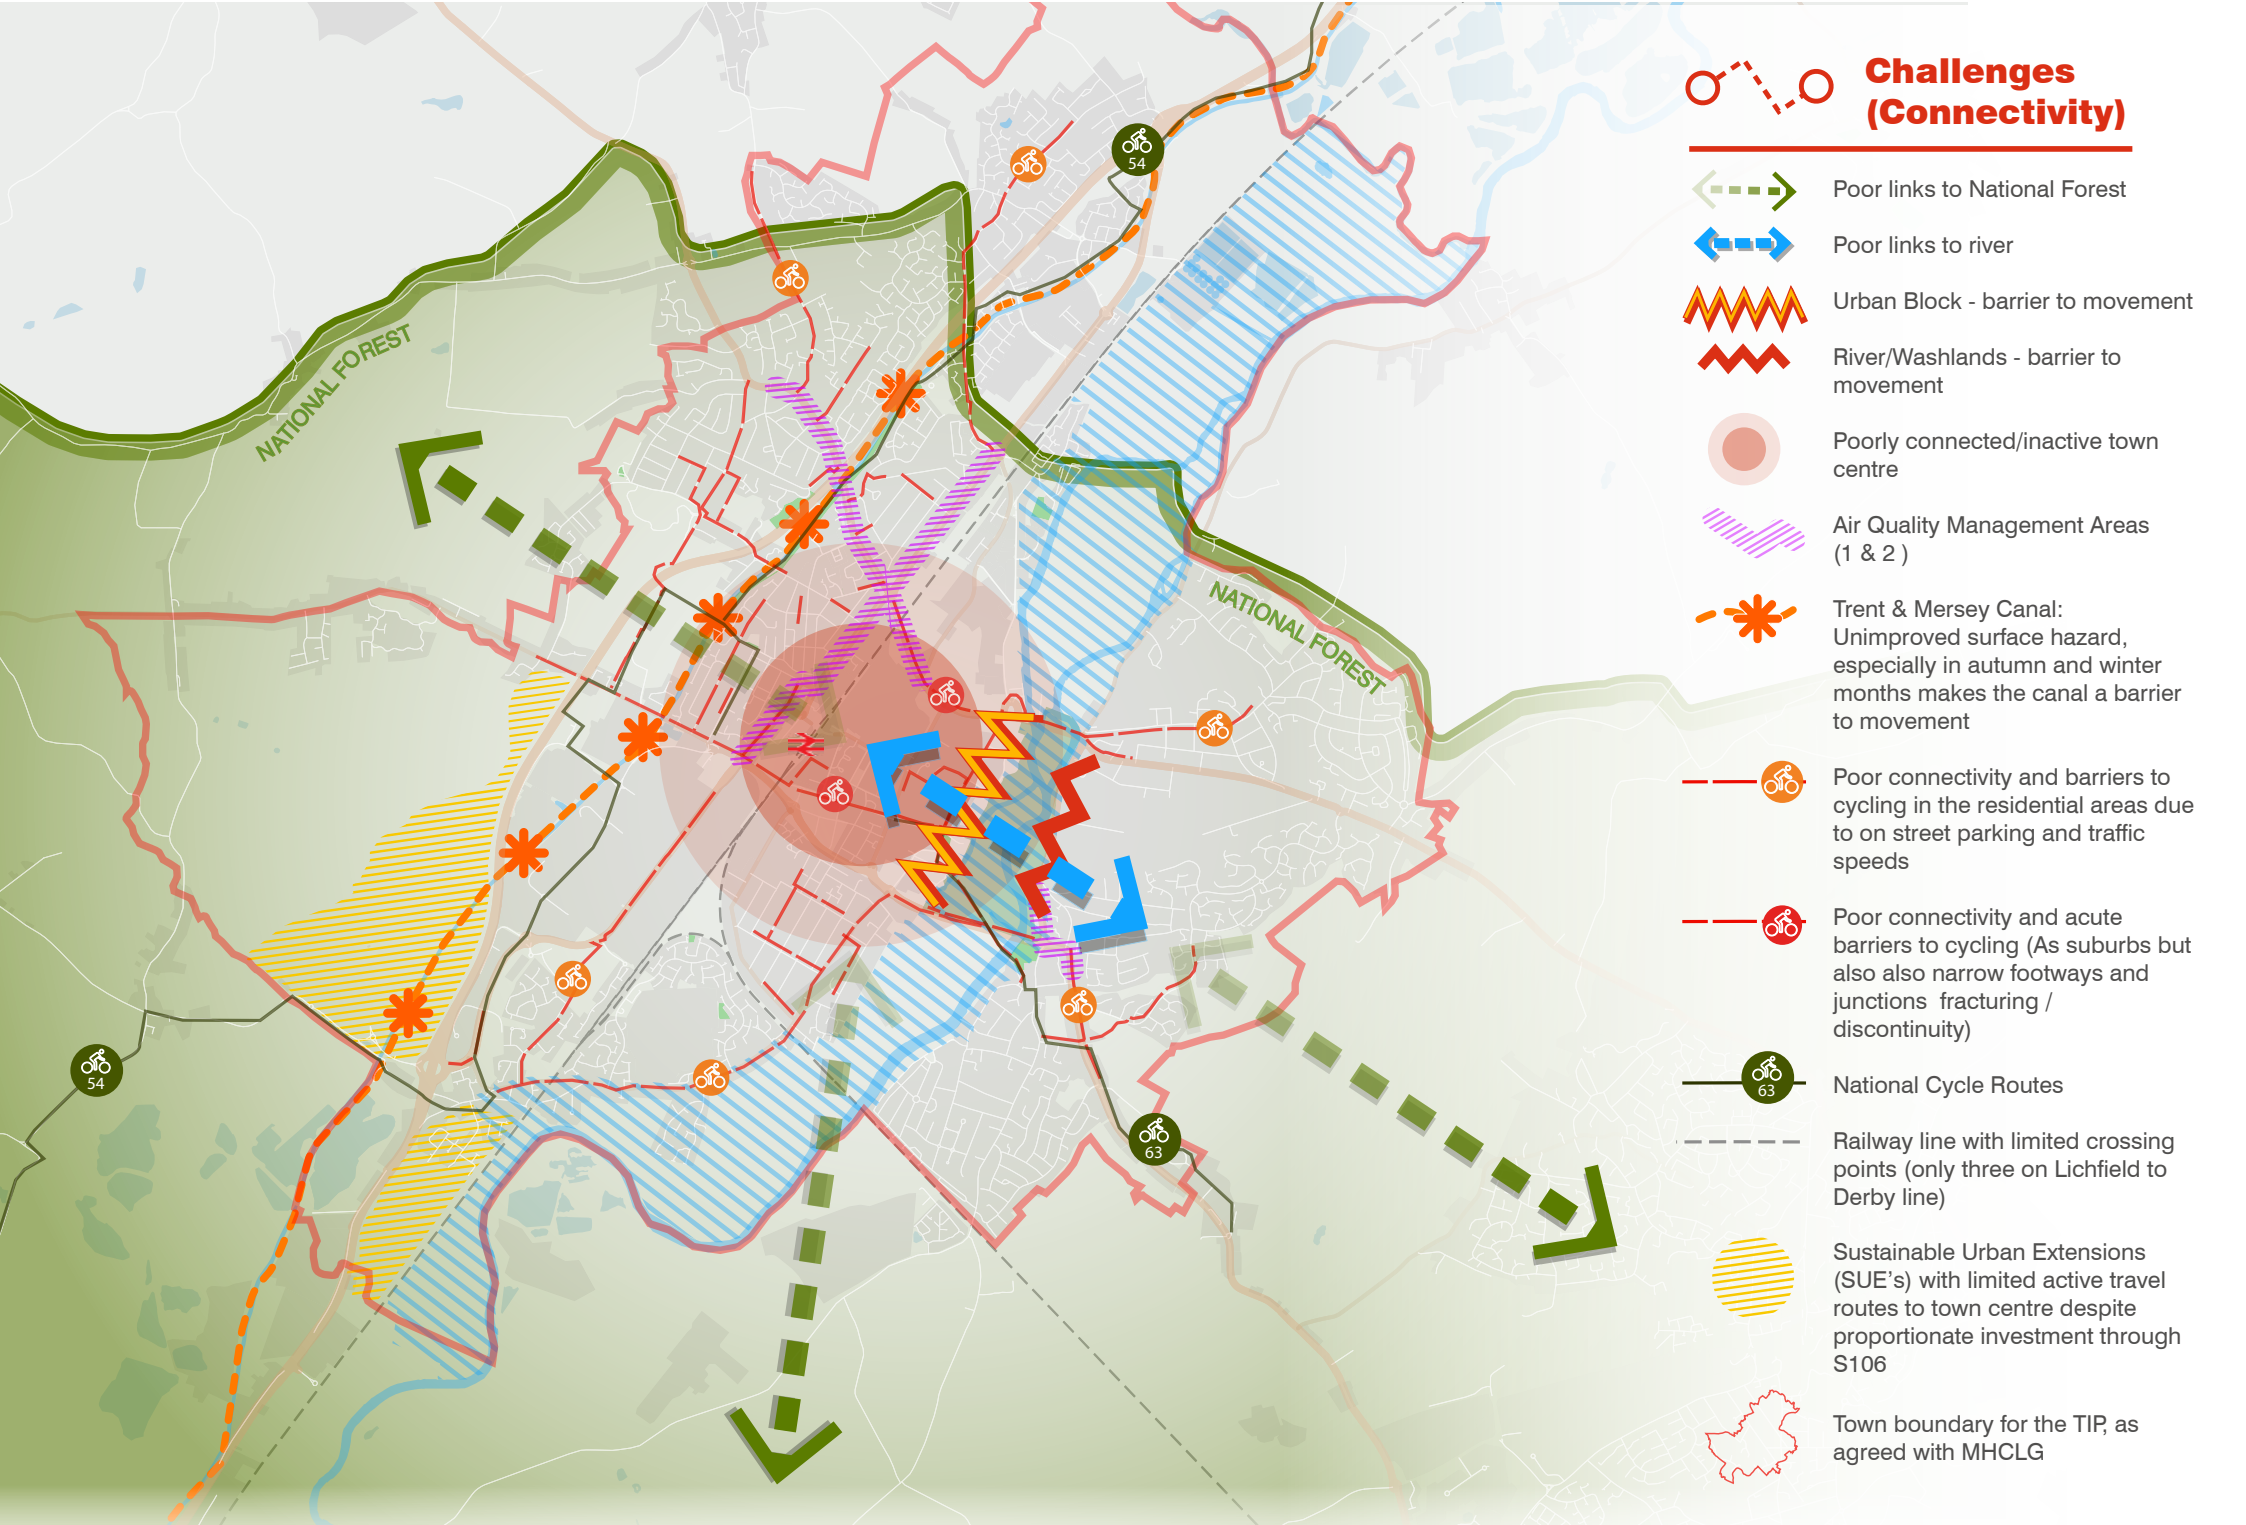 Challenges
(Connectivity)
Poor links to National Forest
Poor links to river
Urban Block - barrier to movement
River/Washlands - barrier to
movement
Poorly connected/inactive town
centre
Air Quality Management Areas
(1 & 2 )
Trent & Mersey Canal:
Unimproved surface hazard,
especially in autumn and winter
months makes the canal a barrier
to movement
Poor connectivity and barriers to
cycling in the residential areas due
to on street parking and traffic
speeds
Poor connectivity and acute
barriers to cycling (As suburbs but
also also narrow footways and
junctions fracturing /
discontinuity)
63
National Cycle Routes
Railway line with limited crossing
points (only three on Lichfield to
Derby line)
Sustainable Urban Extensions
(SUE's) with limited active travel
routes to town centre despite
proportionate investment through
S106
Town boundary for the TIP, as
agreed with MHCLG
54
NATIONAL FOREST
NATIONAL FOREST
54
63